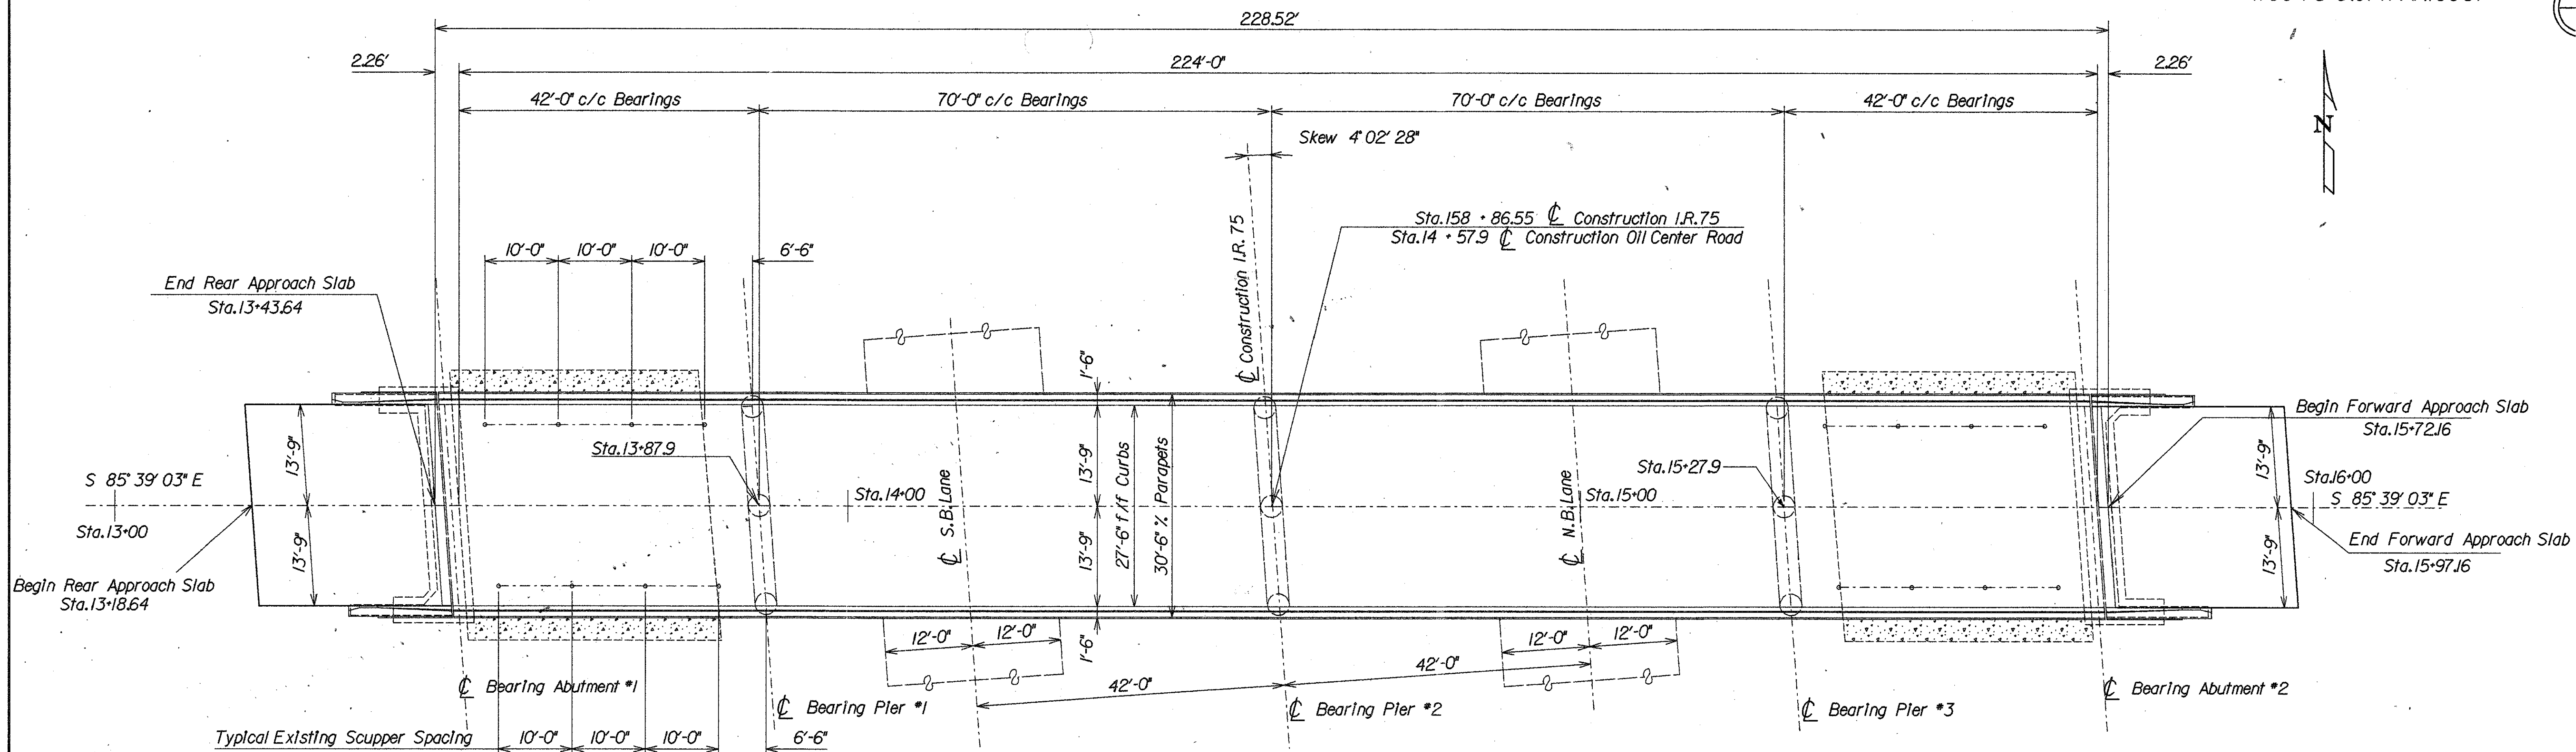 228.52'
2.26'
224'-0"
2.26'
42'-0" c/c Bearings
70'-0" c/c Bearings
70'-0" c/c Bearings
42'-0" c/c Bearings
Skew 4° 02' 28"
N
℄ Construction I.R. 75
Sta. 158 + 86.55 ℄ Construction I.R. 75
Sta. 14 + 57.9 ℄ Construction Oil Center Road
10'-0"
10'-0"
10'-0"
6'-6"
End Rear Approach Slab
Sta. 13+43.64
1'-6"
Begin Forward Approach Slab
Sta. 15+72.16
13'-9"
Sta. 13+87.9
13'-9"
27'-6" f/f Curbs
30'-6" % Parapets
Sta. 15+27.9
13'-9"
S 85° 39' 03" E
Sta. 13+00
Sta. 14+00
℄ S.B. Lane
℄ N.B. Lane
Sta. 15+00
Sta. 16+00
S 85° 39' 03" E
13'-9"
13'-9"
13'-9"
End Forward Approach Slab
Sta. 15+97.16
Begin Rear Approach Slab
Sta. 13+18.64
12'-0"
12'-0"
1'-6"
12'-0"
12'-0"
42'-0"
42'-0"
℄ Bearing Abutment #1
℄ Bearing Pier #1
℄ Bearing Pier #2
℄ Bearing Pier #3
℄ Bearing Abutment #2
Typical Existing Scupper Spacing
10'-0"
10'-0"
10'-0"
6'-6"